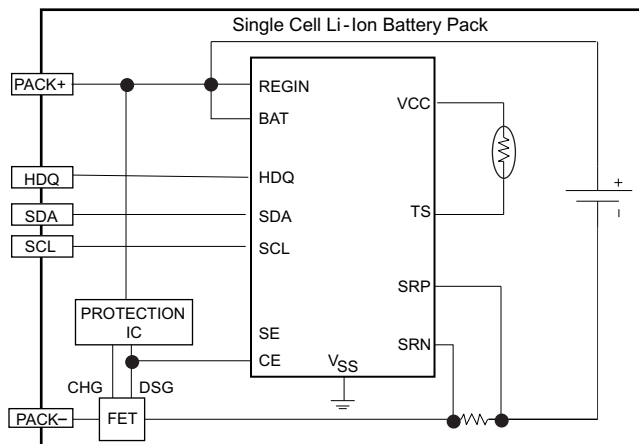 Single Cell Li-Ion Battery Pack
PACK+
REGIN
VCC
BAT
HDQ
HDQ
+
SDA
SDA
TS
-
SCL
SCL
SRP
PROTECTION
IC
SE
SRN
CE
VSS
CHG
DSG
PACK–
FET